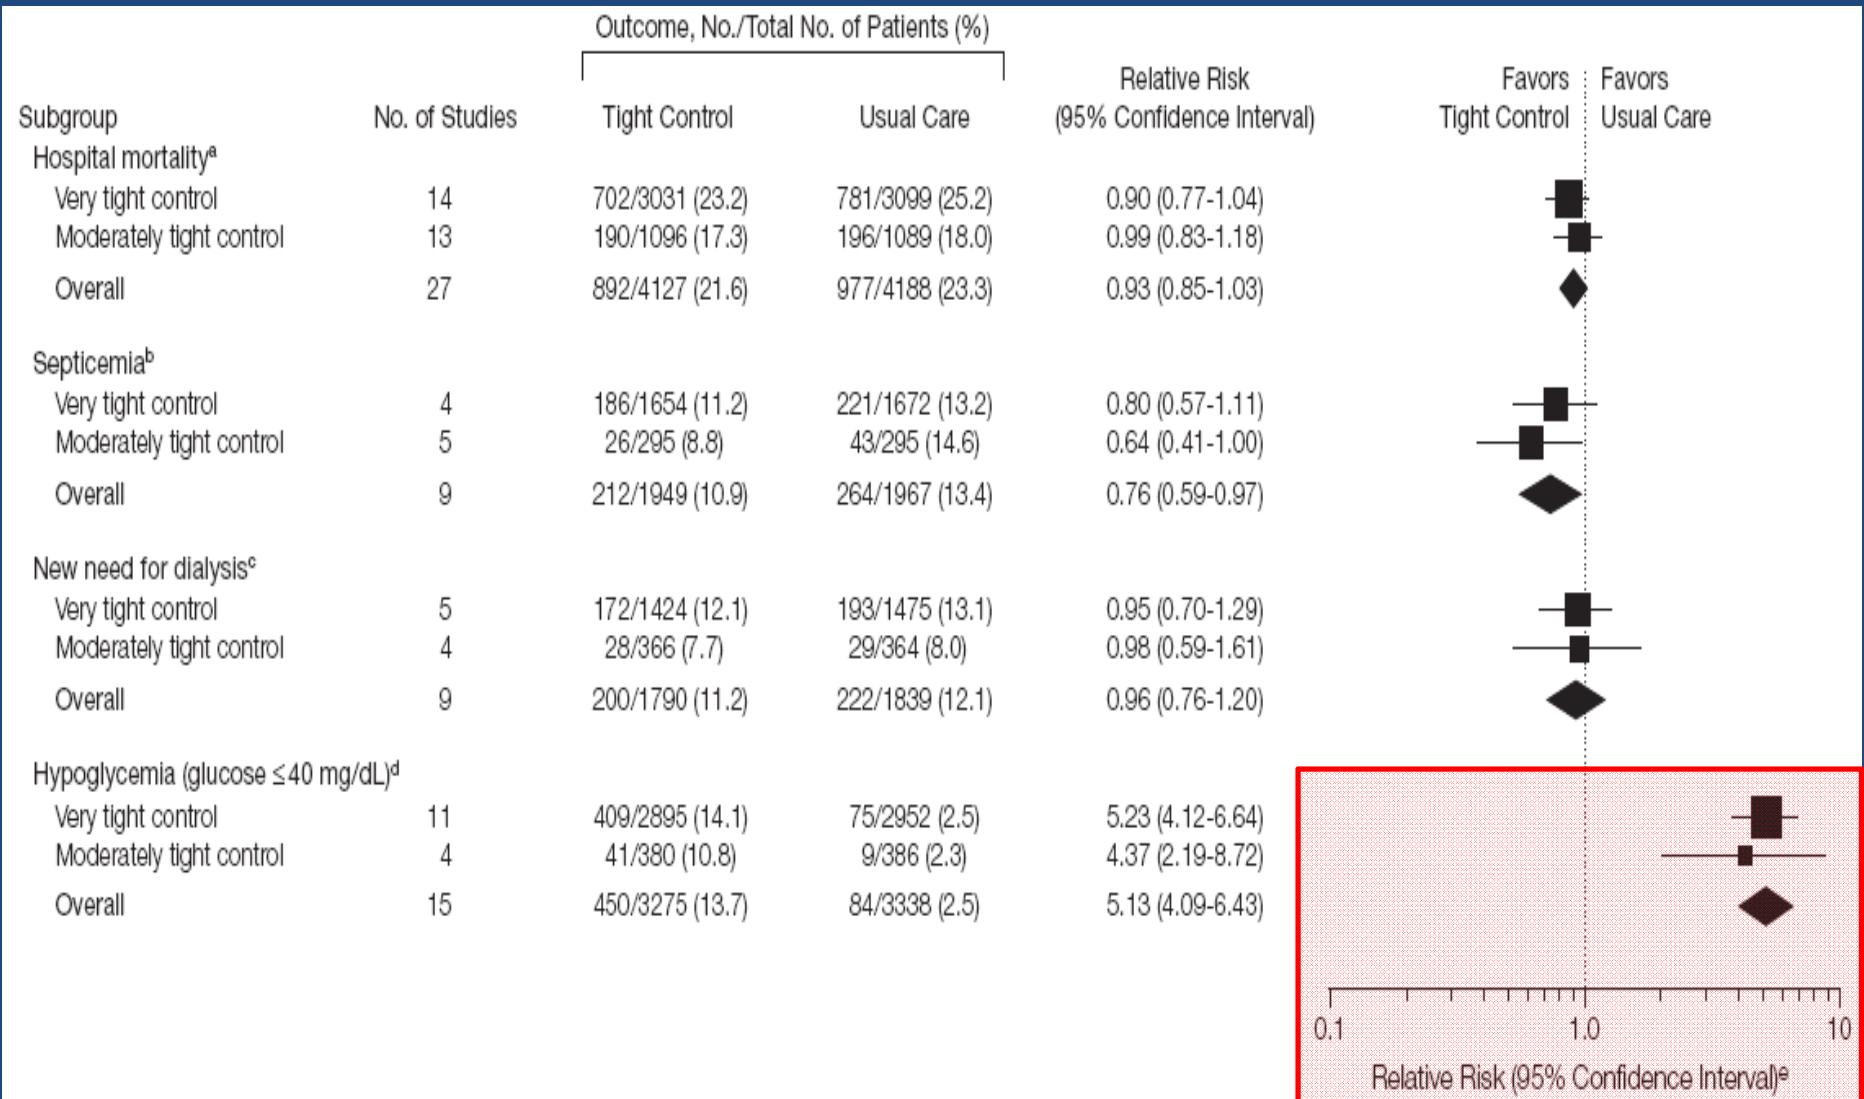 Outcome, No./Total No. of Patients (%)
Subgroup No. of Studies Tight Control Usual Care Relative Risk (95% Confidence Interval) Favors Tight Control Favors Usual Care
Hospital mortalityᵃ
Very tight control 14 702/3031 (23.2) 781/3099 (25.2) 0.90 (0.77-1.04)
Moderately tight control 13 190/1096 (17.3) 196/1089 (18.0) 0.99 (0.83-1.18)
Overall 27 892/4127 (21.6) 977/4188 (23.3) 0.93 (0.85-1.03)
Septicemiaᵇ
Very tight control 4 186/1654 (11.2) 221/1672 (13.2) 0.80 (0.57-1.11)
Moderately tight control 5 26/295 (8.8) 43/295 (14.6) 0.64 (0.41-1.00)
Overall 9 212/1949 (10.9) 264/1967 (13.4) 0.76 (0.59-0.97)
New need for dialysisᶜ
Very tight control 5 172/1424 (12.1) 193/1475 (13.1) 0.95 (0.70-1.29)
Moderately tight control 4 28/366 (7.7) 29/364 (8.0) 0.98 (0.59-1.61)
Overall 9 200/1790 (11.2) 222/1839 (12.1) 0.96 (0.76-1.20)
Hypoglycemia (glucose ≤40 mg/dL)ᵈ
Very tight control 11 409/2895 (14.1) 75/2952 (2.5) 5.23 (4.12-6.64)
Moderately tight control 4 41/380 (10.8) 9/386 (2.3) 4.37 (2.19-8.72)
Overall 15 450/3275 (13.7) 84/3338 (2.5) 5.13 (4.09-6.43)
0.1 1.0 10
Relative Risk (95% Confidence Interval)ᵉ